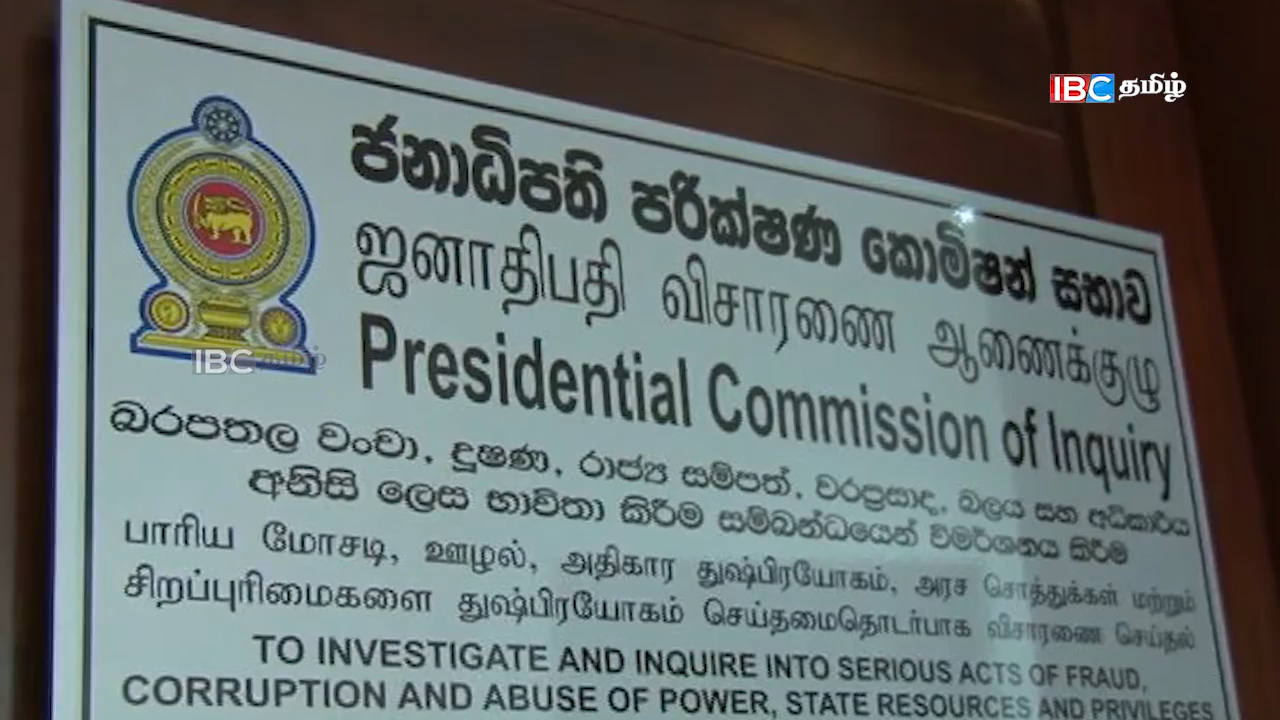 IBC தமிழ்
ජනාධිපති පරීක්ෂණ කොමිෂන් සභාව
ஜனாதிபதி விசாரணை ஆணைக்குழு
Presidential Commission of Inquiry
IBC தமிழ்
බරපතල වංචා, දූෂණ, රාජ්‍ය සම්පත්, වරප්‍රසාද, බලය සහ අධිකාරිය
අනිසි ලෙස භාවිතා කිරීම සම්බන්ධයෙන් විමර්ශනය කිරීම
பாரிய மோசடி, ஊழல், அதிகார துஷ்பிரயோகம், அரச சொத்துக்கள் மற்றும்
சிறப்புரிமைகளை துஷ்பிரயோகம் செய்தமைதொடர்பாக விசாரணை செய்தல்
TO INVESTIGATE AND INQUIRE INTO SERIOUS ACTS OF FRAUD,
CORRUPTION AND ABUSE OF POWER, STATE RESOURCES AND PRIVILEGES